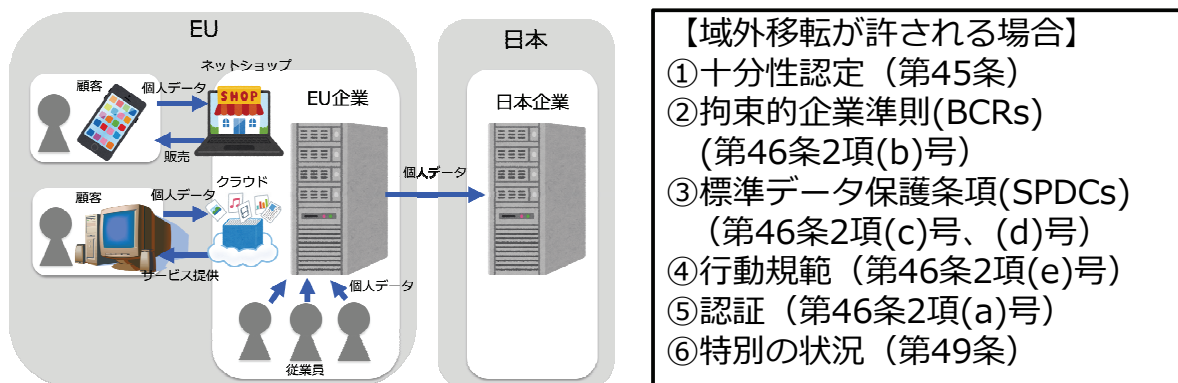 EU
日本
ネットショップ
顧客
個人データ
SHOP
販売
EU企業
日本企業
個人データ
クラウド
顧客
個人データ
サービス提供
個人データ
従業員
【域外移転が許される場合】
①十分性認定（第45条）
②拘束的企業準則(BCRs)
(第46条2項(b)号）
③標準データ保護条項(SPDCs)
（第46条2項(c)号、(d)号）
④行動規範（第46条2項(e)号）
⑤認証（第46条2項(a)号）
⑥特別の状況（第49条）